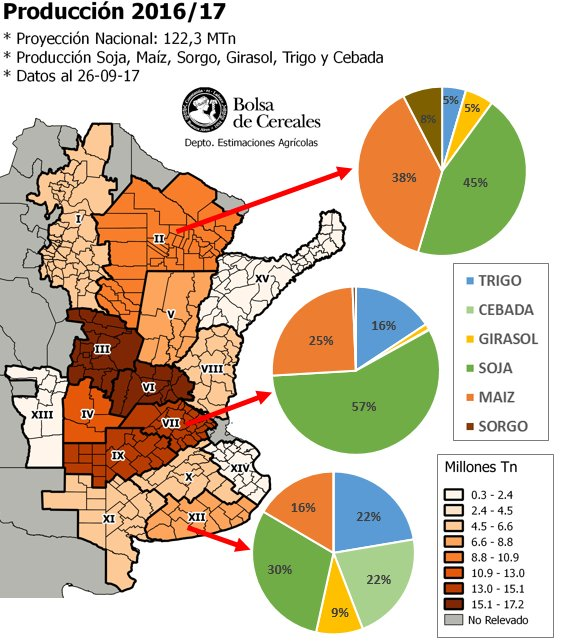 Producción 2016/17
* Proyección Nacional: 122,3 MTn
* Producción Soja, Maíz, Sorgo, Girasol, Trigo y Cebada
* Datos al 26-09-17
Bolsa
de Cereales
Depto. Estimaciones Agrícolas
8%
5%
5%
38%
45%
I
II
XV
V
III
VIII
VI
XIII
IV
VII
IX
X
XIV
XI
XII
TRIGO
CEBADA
GIRASOL
SOJA
MAIZ
SORGO
25%
16%
57%
16%
22%
30%
22%
9%
Millones Tn
0.3 - 2.4
2.4 - 4.5
4.5 - 6.6
6.6 - 8.8
8.8 - 10.9
10.9 - 13.0
13.0 - 15.1
15.1 - 17.2
No Relevado